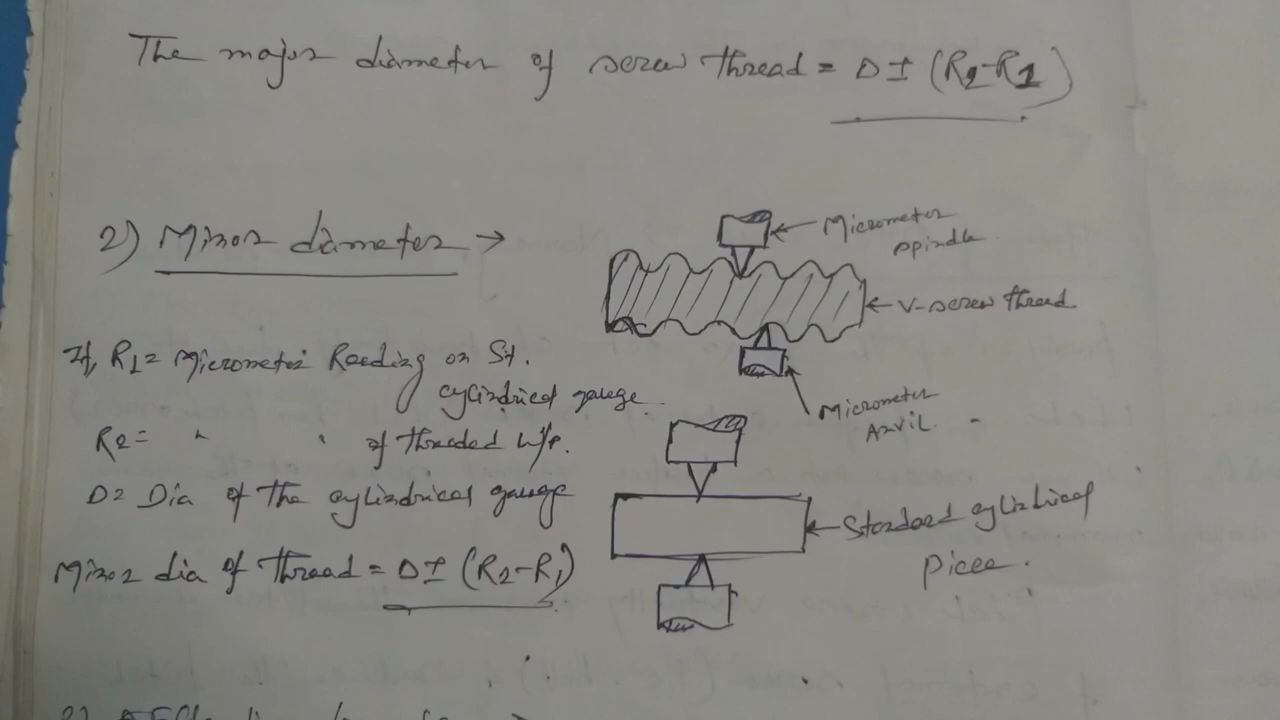 The major diameter of screw thread = D ± (R2-R1)
2) Minor diameter →
Micrometer
spindle
V-screw thread
If, R1= Micrometer Reading on St.
cylindrical gauge
Micrometer
Anvil.
R2= " " of threaded w/p.
D= Dia of the cylindrical gauge
Standard cylindrical
piece.
Minor dia of thread = D± (R2-R1)